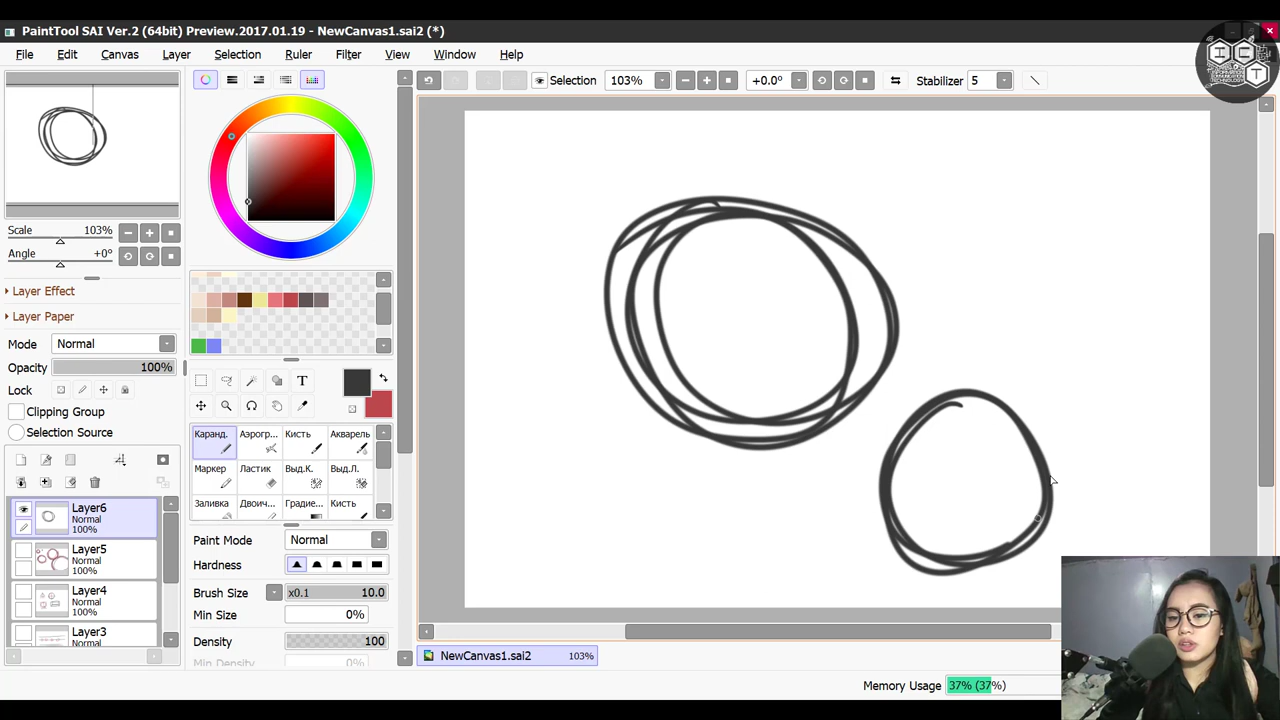 PaintTool SAI Ver.2 (64bit) Preview.2017.01.19 - NewCanvas1.sai2 (*)
File Edit Canvas Layer Selection Ruler Filter View Window Help
Selection 103% +0.0º Stabilizer 5
I C T
Scale 103%
Angle +0º
Layer Effect
Layer Paper
Mode Normal
Opacity 100%
Lock
Clipping Group
Selection Source
Layer6
Normal
100%
Layer5
Normal
100%
Layer4
Normal
100%
Layer3
Normal
T
Каранд. Аэрогр... Кисть Акварель
Маркер Ластик Выд.К. Выд.Л.
Заливка Двоич... Градие... Кисть
Paint Mode Normal
Hardness
Brush Size x0.1 10.0
Min Size 0%
Density 100
Min Density 0%
NewCanvas1.sai2 103%
Memory Usage 37% (37%)